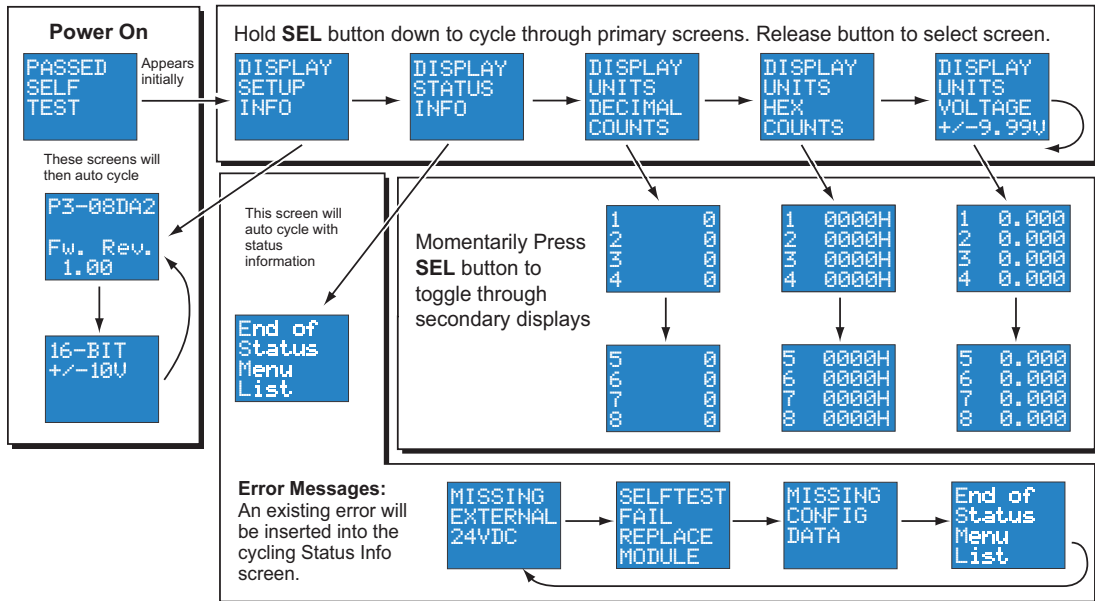 Power On
PASSED
SELF
TEST
Appears
initially
These screens will
then auto cycle
P3-08DA2
Fw. Rev.
1.00
16-BIT
+/-10V
Hold SEL button down to cycle through primary screens. Release button to select screen.
DISPLAY
SETUP
INFO
DISPLAY
STATUS
INFO
DISPLAY
UNITS
DECIMAL
COUNTS
DISPLAY
UNITS
HEX
COUNTS
DISPLAY
UNITS
VOLTAGE
+/-9.99V
This screen will
auto cycle with
status
information
End of
Status
Menu
List
Momentarily Press
SEL button to
toggle through
secondary displays
1 0
2 0
3 0
4 0
5 0
6 0
7 0
8 0
1 0000H
2 0000H
3 0000H
4 0000H
5 0000H
6 0000H
7 0000H
8 0000H
1 0.000
2 0.000
3 0.000
4 0.000
5 0.000
6 0.000
7 0.000
8 0.000
Error Messages:
An existing error will
be inserted into the
cycling Status Info
screen.
MISSING
EXTERNAL
24VDC
SELFTEST
FAIL
REPLACE
MODULE
MISSING
CONFIG
DATA
End of
Status
Menu
List